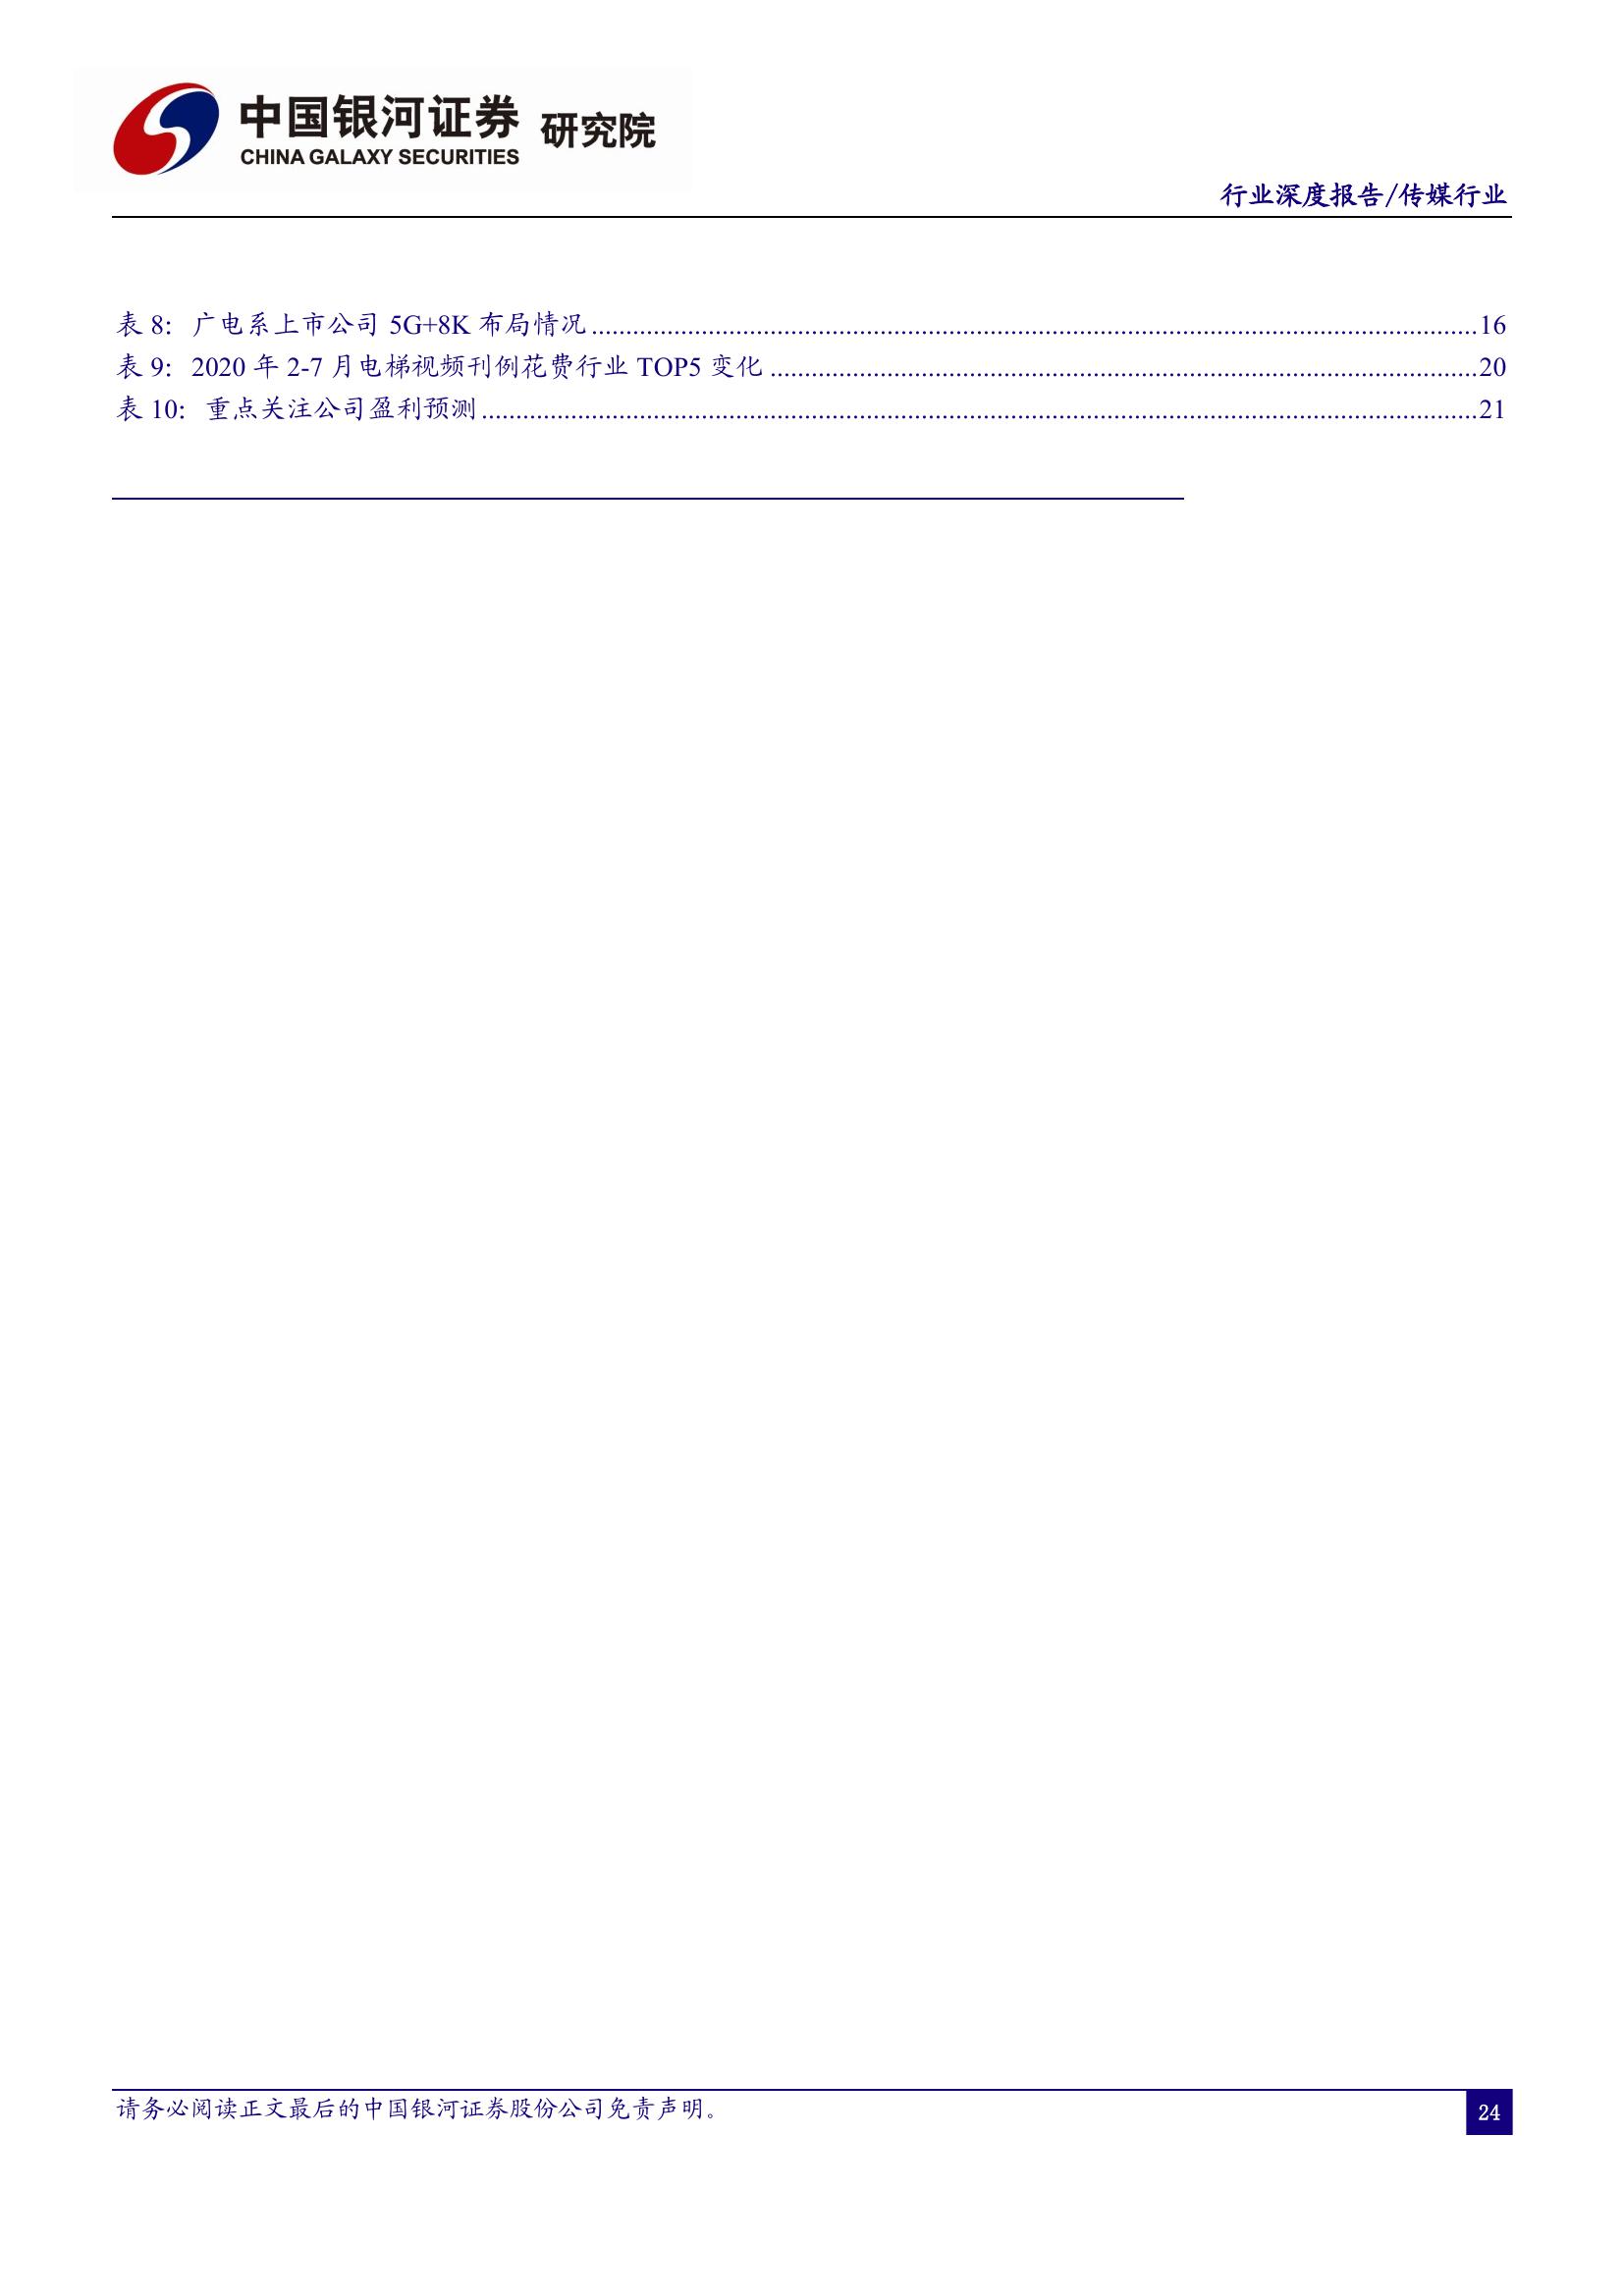 中国银河证券 研究院
CHINA GALAXY SECURITIES
行业深度报告/传媒行业
表 8: 广电系上市公司 5G+8K 布局情况........................................16
表 9: 2020 年 2-7 月电梯视频刊例花费行业 TOP5 变化........................................20
表 10: 重点关注公司盈利预测........................................21
请务必阅读正文最后的中国银河证券股份公司免责声明。
24